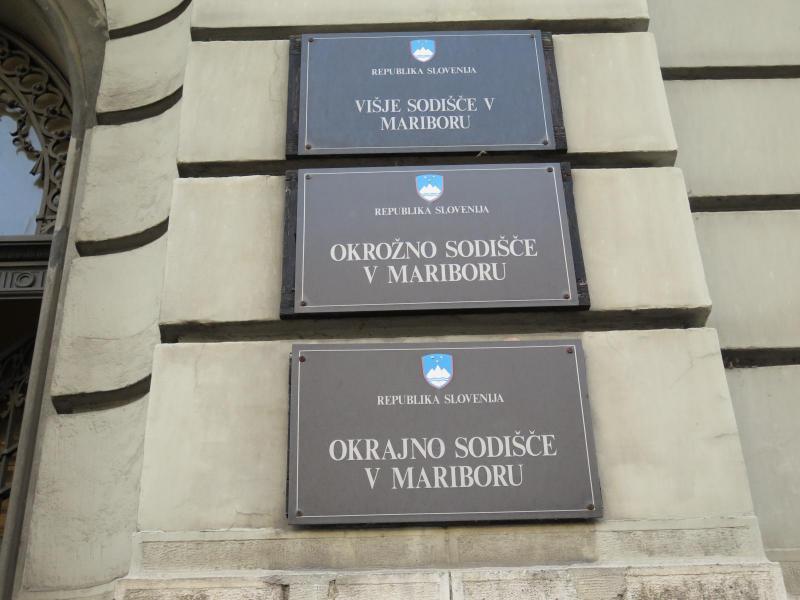 REPUBLIKA SLOVENIJA
VIŠJE SODIŠČE V
MARIBORU
REPUBLIKA SLOVENIJA
OKROŽNO SODIŠČE
V MARIBORU
REPUBLIKA SLOVENIJA
OKRAJNO SODIŠČE
V MARIBORU